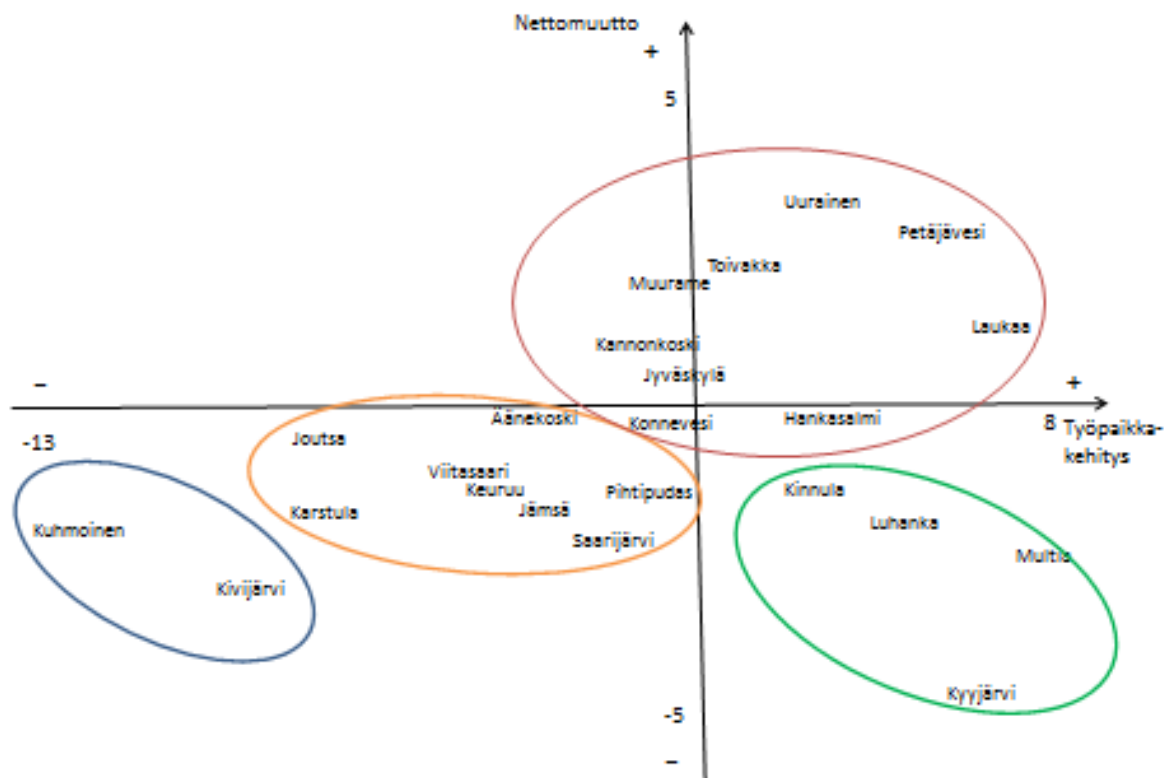 Nettomuutto
+
5
Uurainen
Petäjävesi
Toivakka
Muurame
Laukaa
Kannonkoski
Jyväskylä
–
+
Äänekoski
Konnevesi
Hankasalmi
-13
8 Työpaikka-
kehitys
Joutsa
Viitasaari
Keuruu
Pihtipudas
Kinnula
Karstula
Jämsä
Luhanka
Kuhmoinen
Saarijärvi
Multia
Kivijärvi
Kyyjärvi
-5
–